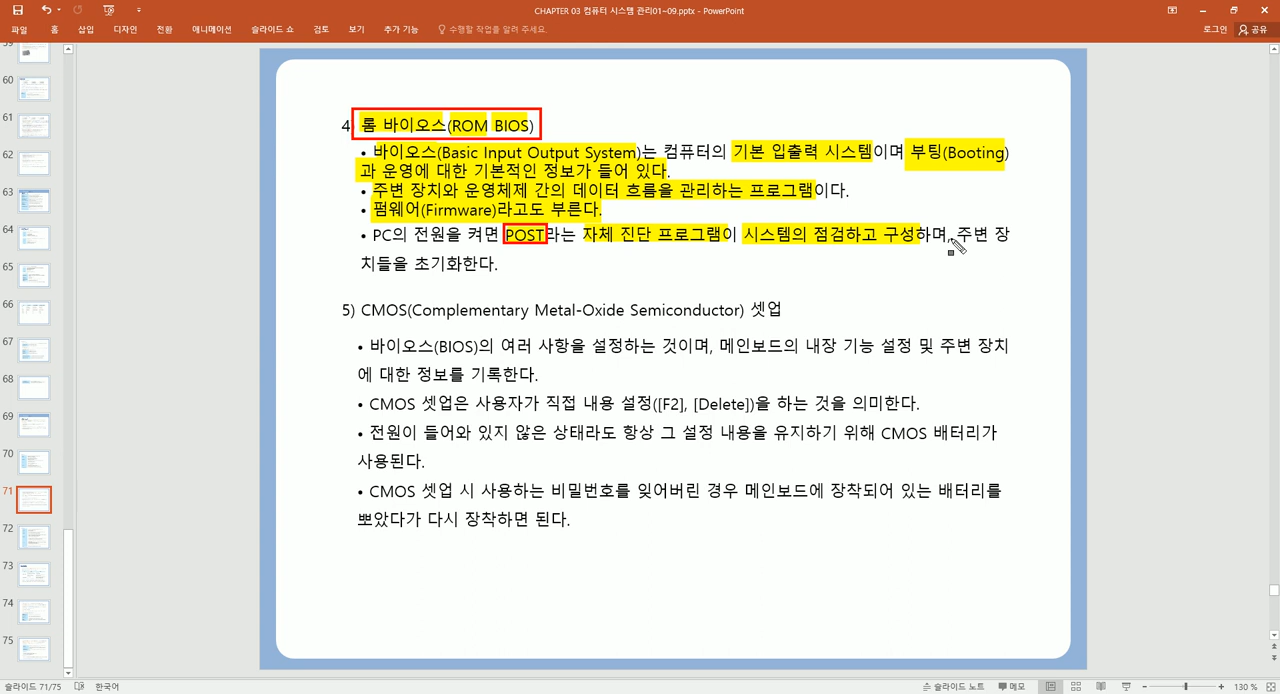 CHAPTER 03 컴퓨터 시스템 관리01~09.pptx - PowerPoint
파일 홈 삽입 디자인 전환 애니메이션 슬라이드 쇼 검토 보기 추가 기능 수행할 작업을 알려 주세요. 로그인 공유
59
60
61
62
63
64
65
66
67
68
69
70
71
72
73
74
75
4) 롬 바이오스(ROM BIOS)
• 바이오스(Basic Input Output System)는 컴퓨터의 기본 입출력 시스템이며 부팅(Booting)
과 운영에 대한 기본적인 정보가 들어 있다.
• 주변 장치와 운영체제 간의 데이터 흐름을 관리하는 프로그램이다.
• 펌웨어(Firmware)라고도 부른다.
• PC의 전원을 켜면 POST라는 자체 진단 프로그램이 시스템의 점검하고 구성하며, 주변 장
치들을 초기화한다.
5) CMOS(Complementary Metal-Oxide Semiconductor) 셋업
• 바이오스(BIOS)의 여러 사항을 설정하는 것이며, 메인보드의 내장 기능 설정 및 주변 장치
에 대한 정보를 기록한다.
• CMOS 셋업은 사용자가 직접 내용 설정([F2], [Delete])을 하는 것을 의미한다.
• 전원이 들어와 있지 않은 상태라도 항상 그 설정 내용을 유지하기 위해 CMOS 배터리가
사용된다.
• CMOS 셋업 시 사용하는 비밀번호를 잊어버린 경우 메인보드에 장착되어 있는 배터리를
뽀았다가 다시 장착하면 된다.
슬라이드 71/75 한국어 슬라이드 노트 메모 130 %